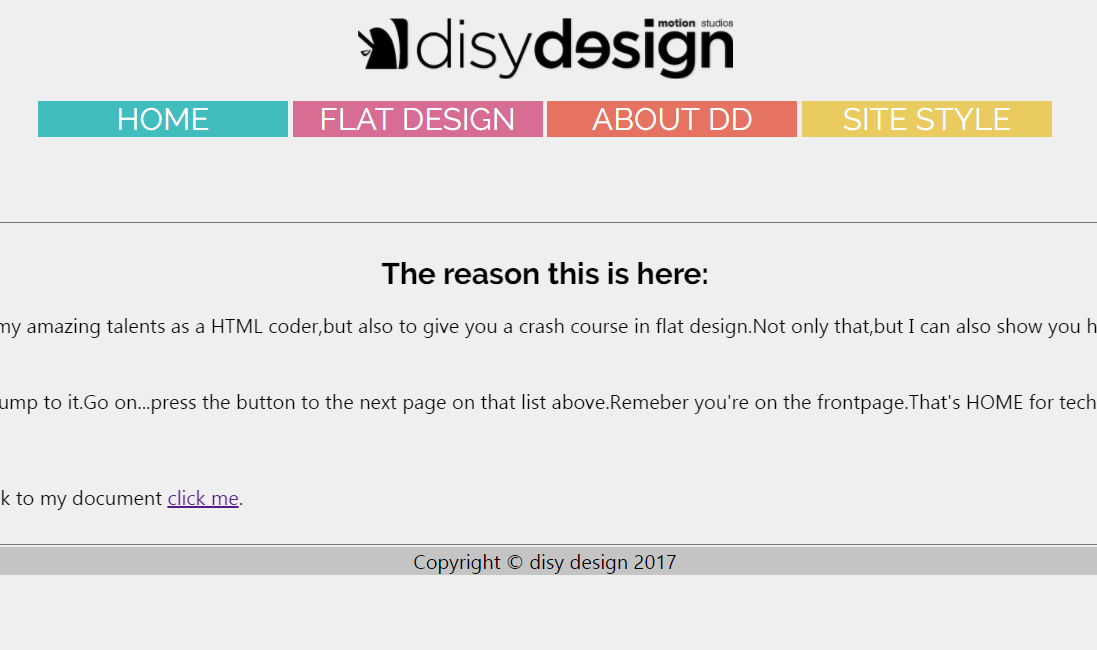 motion studios
disydesign
HOME FLAT DESIGN ABOUT DD SITE STYLE
The reason this is here:
my amazing talents as a HTML coder,but also to give you a crash course in flat design.Not only that,but I can also show you h
ump to it.Go on...press the button to the next page on that list above.Remeber you're on the frontpage.That's HOME for tech
k to my document click me.
Copyright © disy design 2017